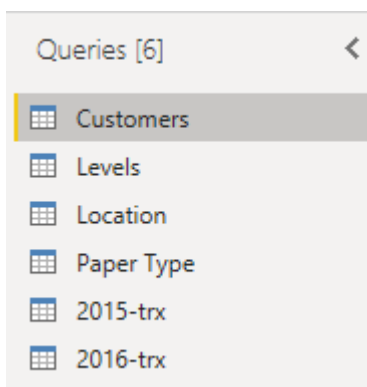 Queries [6]
Customers
Levels
Location
Paper Type
2015-trx
2016-trx